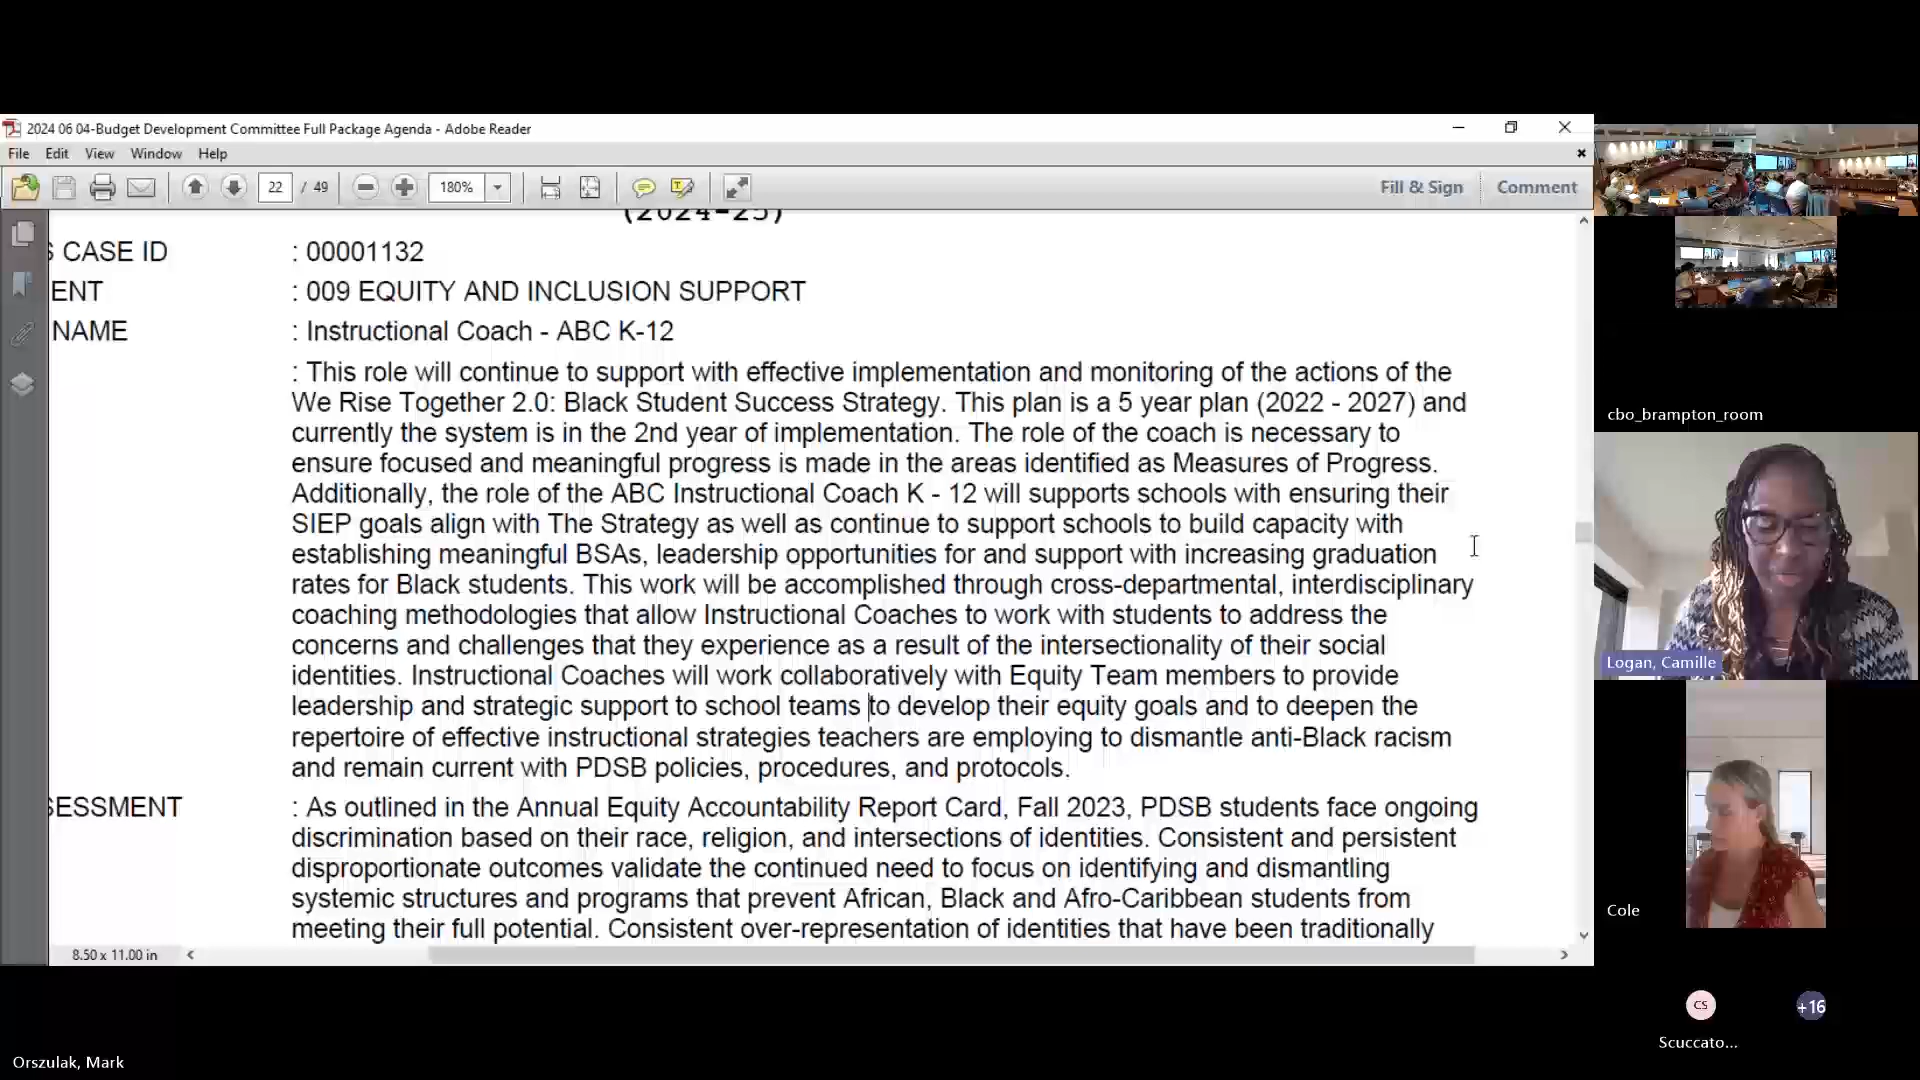 2024 06 04-Budget Development Committee Full Package Agenda - Adobe Reader
File Edit View Window Help
22 / 49
180%
Fill & Sign
Comment
(2024-25)
S CASE ID : 00001132
ENT : 009 EQUITY AND INCLUSION SUPPORT
NAME : Instructional Coach - ABC K-12
: This role will continue to support with effective implementation and monitoring of the actions of the
We Rise Together 2.0: Black Student Success Strategy. This plan is a 5 year plan (2022 - 2027) and
currently the system is in the 2nd year of implementation. The role of the coach is necessary to
ensure focused and meaningful progress is made in the areas identified as Measures of Progress.
Additionally, the role of the ABC Instructional Coach K - 12 will supports schools with ensuring their
SIEP goals align with The Strategy as well as continue to support schools to build capacity with
establishing meaningful BSAs, leadership opportunities for and support with increasing graduation
rates for Black students. This work will be accomplished through cross-departmental, interdisciplinary
coaching methodologies that allow Instructional Coaches to work with students to address the
concerns and challenges that they experience as a result of the intersectionality of their social
identities. Instructional Coaches will work collaboratively with Equity Team members to provide
leadership and strategic support to school teams to develop their equity goals and to deepen the
repertoire of effective instructional strategies teachers are employing to dismantle anti-Black racism
and remain current with PDSB policies, procedures, and protocols.
SESSMENT : As outlined in the Annual Equity Accountability Report Card, Fall 2023, PDSB students face ongoing
discrimination based on their race, religion, and intersections of identities. Consistent and persistent
disproportionate outcomes validate the continued need to focus on identifying and dismantling
systemic structures and programs that prevent African, Black and Afro-Caribbean students from
meeting their full potential. Consistent over-representation of identities that have been traditionally
8.50 x 11.00 in
cbo_brampton_room
Logan, Camille
Cole
CS
+16
Scuccato...
Orszulak, Mark